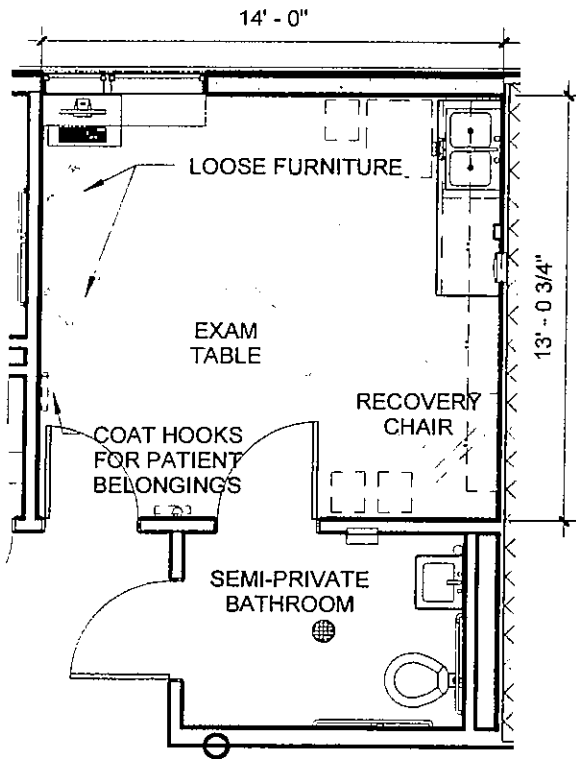 14' - 0"
LOOSE FURNITURE
13' - 0 3/4"
EXAM
TABLE
RECOVERY
CHAIR
COAT HOOKS
FOR PATIENT
BELONGINGS
SEMI-PRIVATE
BATHROOM